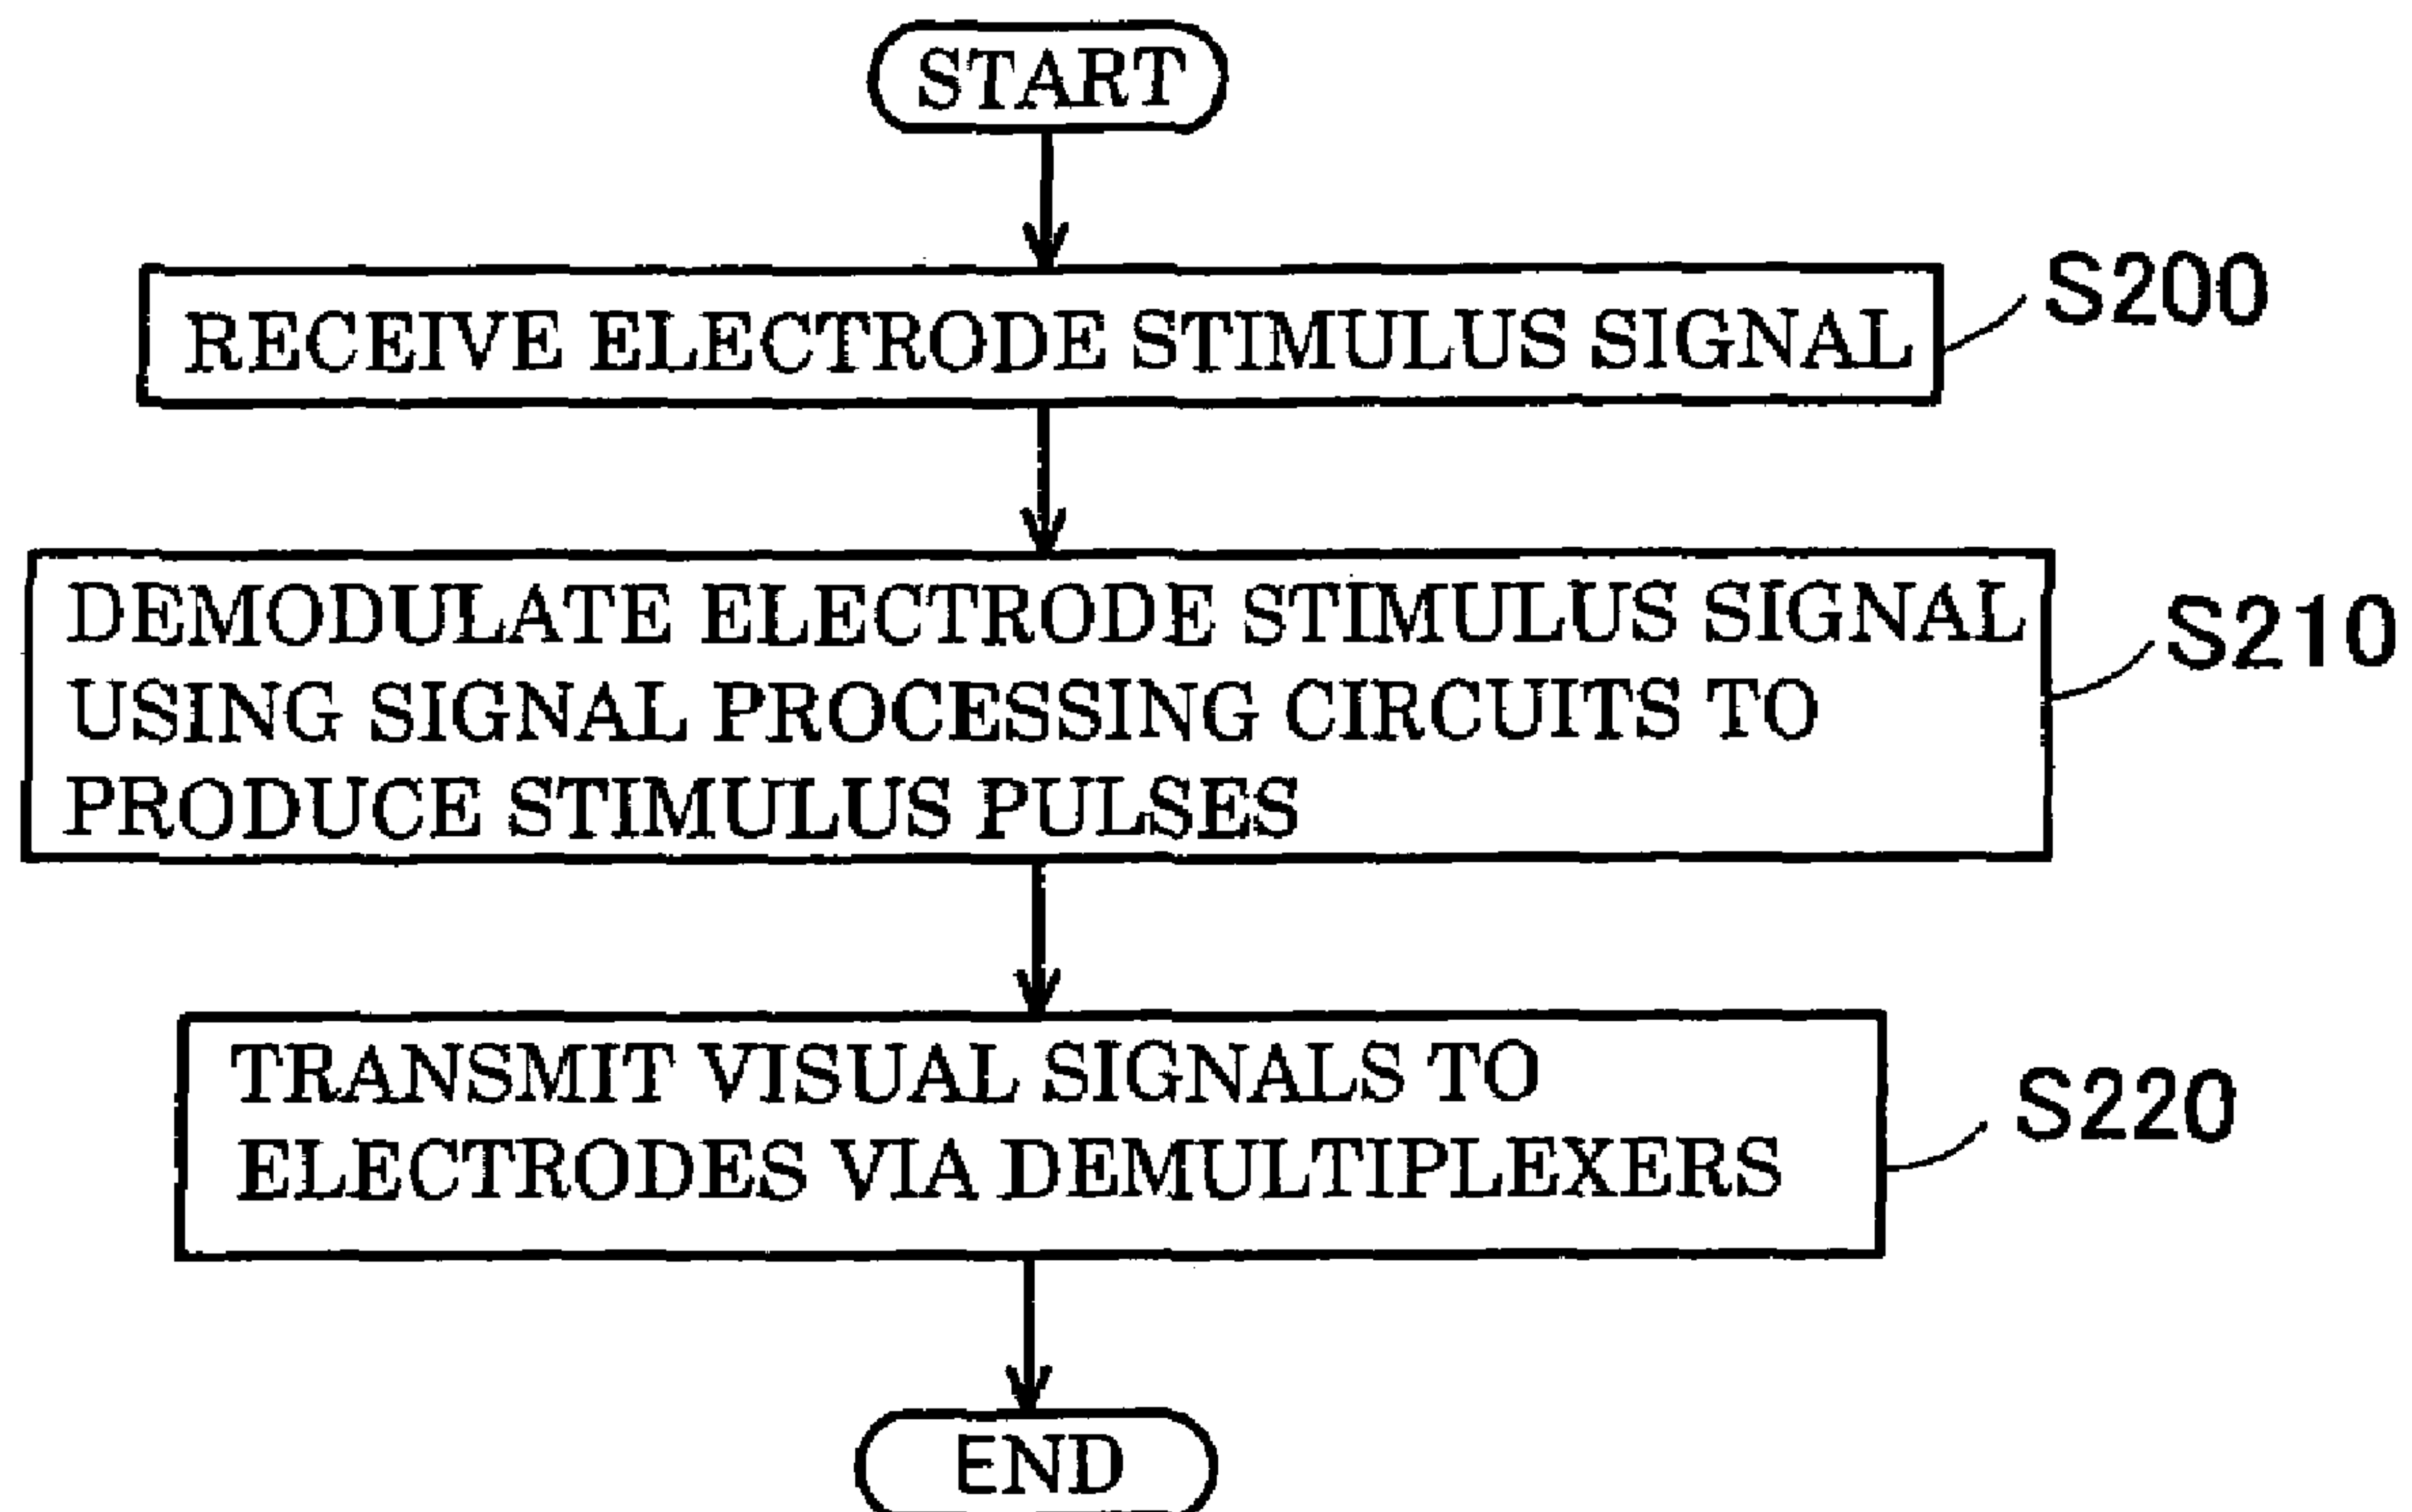 START
RECEIVE ELECTRODE STIMULUS SIGNAL
S200
DEMODULATE ELECTRODE STIMULUS SIGNAL
USING SIGNAL PROCESSING CIRCUITS TO
PRODUCE STIMULUS PULSES
S210
TRANSMIT VISUAL SIGNALS TO
ELECTRODES VIA DEMULTIPLEXERS
S220
END